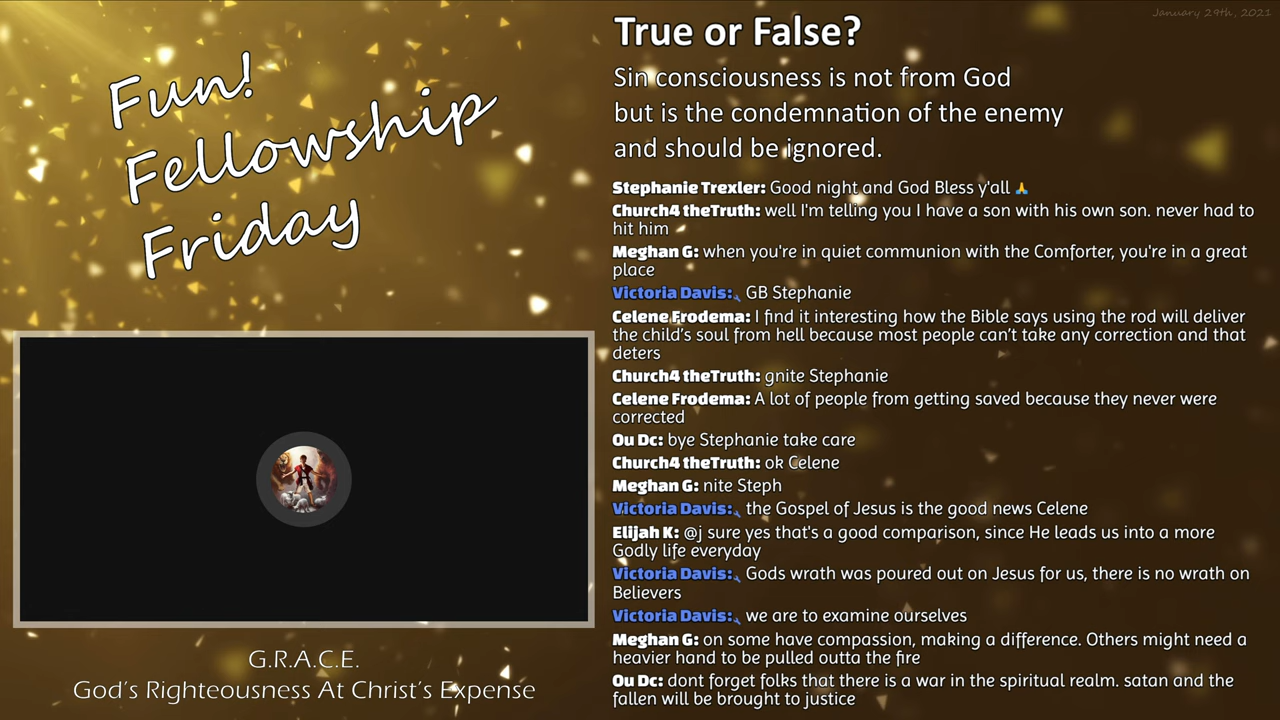 January 29th, 2021
Fun!
Fellowship
Friday
G.R.A.C.E.
God's Righteousness At Christ's Expense
True or False?
Sin consciousness is not from God
but is the condemnation of the enemy
and should be ignored.
Stephanie Trexler: Good night and God Bless y'all 🙏
Church4 theTruth: well I'm telling you I have a son with his own son. never had to
hit him
Meghan G: when you're in quiet communion with the Comforter, you're in a great
place
Victoria Davis: GB Stephanie
Celene Frodema: I find it interesting how the Bible says using the rod will deliver
the child's soul from hell because most people can't take any correction and that
deters
Church4 theTruth: gnite Stephanie
Celene Frodema: A lot of people from getting saved because they never were
corrected
Ou Dc: bye Stephanie take care
Church4 theTruth: ok Celene
Meghan G: nite Steph
Victoria Davis: the Gospel of Jesus is the good news Celene
Elijah K: @j sure yes that's a good comparison, since He leads us into a more
Godly life everyday
Victoria Davis: Gods wrath was poured out on Jesus for us, there is no wrath on
Believers
Victoria Davis: we are to examine ourselves
Meghan G: on some have compassion, making a difference. Others might need a
heavier hand to be pulled outta the fire
Ou Dc: dont forget folks that there is a war in the spiritual realm. satan and the
fallen will be brought to justice